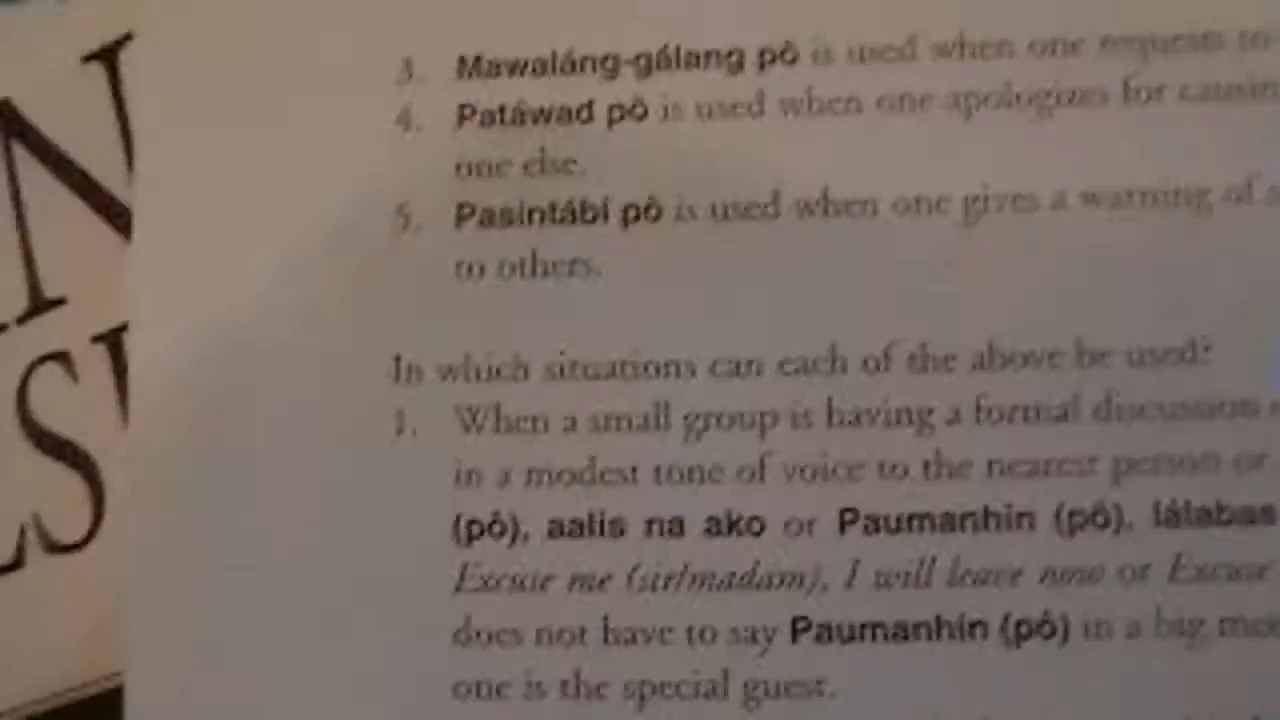 N
S
3. Mawaláng-gálang pô is used when one requests to
4. Patáwad pô is used when one apologizes for causin
one else.
5. Pasintábì pô is used when one gives a warning of
to others.
In which situations can each of the above be used?
1. When a small group is having a formal discussion
in a modest tone of voice to the nearest person or
(pô), aalis na ako or Paumanhín (pô), lálabas
Excuse me (sir/madam), I will leave now or Excuse
does not have to say Paumanhín (pô) in a big
one is the special guest.